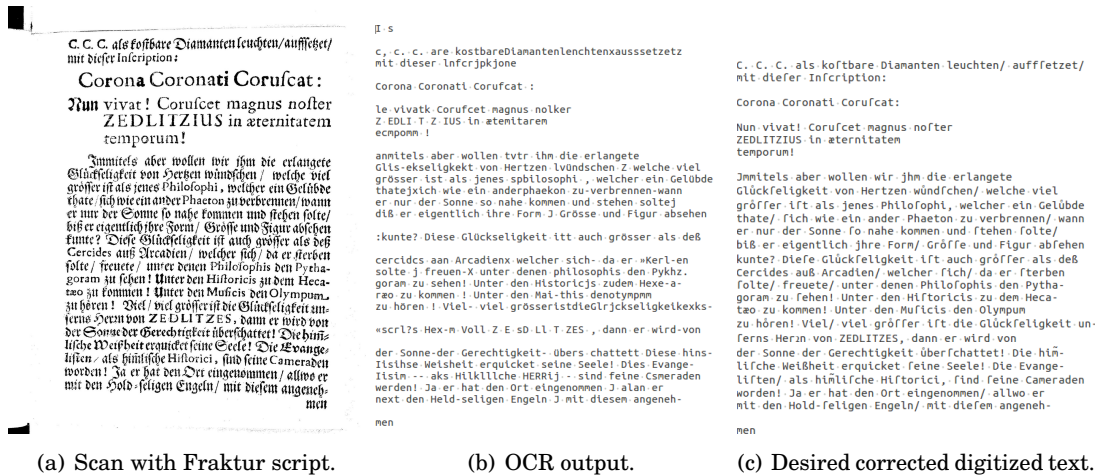 C. C. C. als koſtbare Diamanten leuchten/ auffſetzet/
mit dieſer Inſcription:
Corona Coronati Coruſcat:
Nun vivat! Coruſcet magnus noſter
ZEDLITZIUS in æternitatem
temporum!
Immitels aber wollen wir ihm die erlangete
Glückſeligkeit von Hertzen wündſchen/ welche viel
gröſſer iſt als jenes Philoſophi, welcher ein Gelübde
thate/ ſich wie ein ander Phaeton zu verbrennen/ wann
er nur der Sonne ſo nahe kommen und ſtehen ſolte/
biß er eigentlich ihre Form/ Gröſſe und Figur abſehen
kunte? Dieſe Glückſeligkeit iſt auch gröſſer als deß
Cercides auß Arcadien/ welcher ſich/ da er ſterben
ſolte/ freuete/ unter denen Philoſophis den Pytha-
goram zu ſehen! Unter den Hiſtoricis zudem Heca-
tæo zu kommen! Unter den Muſicis den Olympum
zu hören! Viel/ viel gröſſer iſt die Glückſeligkeit un-
ſerns Herrn von ZEDLITZES, dann er wird von
der Sonne der Gerechtigkeit überſchattet! Die him̃-
liſche Weißheit erquicket ſeine Seele! Die Evange-
liſten/ als him̃liſche Hiſtorici, ſind ſeine Cameraden
worden! Ja er hat den Ort eingenommen/ allwo er
mit den Hold-ſeligen Engeln/ mit dieſem angeneh-
men
(a) Scan with Fraktur script.
I s
c, c. c. are kostbareDiamantenlenchtenxausssetzetz
mit dieser lnfcrjpkjone
Corona Coronati Corufcat :
le vivatk Corufcet magnus nolker
Z EDLI T Z IUS in ætemitarem
ecmpomm !
anmitels aber wollen tvtr ihm die erlangete
Glis-ekseligkekt von Hertzen lvündschen Z welche viel
grösser ist als jenes spbilosophi , welcher ein Gelübde
thatejxich wie ein anderphaekon zu-verbrennen-wann
er nur der Sonne so nahe kommen und stehen soltej
diß er eigentlich ihre Form J Grösse und Figur absehen
:kunte? Diese Glückseligkeit itt auch grösser als deß
cercidcs aan Arcadienx welcher sich- da er »Kerl-en
solte j freuen-X unter denen philosophis den Pykhz.
goram zu sehen! Unter den Historicjs zudem Hexe-a-
ræo zu kommen ! Unter den Mai-this denotympmm
zu hören ! Viel- viel grösseristdieGlrjckseligkeikexks-
«scrl?s Hex-m Voll Z E sD Ll T ZES , dann er wird-von
der Sonne-der Gerechtigkeit- übers chattett Diese hins-
Iisihse Weisheit erquicket seine Seele! Dies Evange-
Iisim -- aks Hilklllche HERRij -- sind feine Csmeraden
werden! Ja er hat den Ort eingenommen J alan er
next den Held-seligen Engeln J mit diesem angeneh-
men
(b) OCR output.
C. C. C. als koſtbare Diamanten leuchten/ auffſetzet/
mit dieſer Inſcription:
Corona Coronati Coruſcat:
Nun vivat! Coruſcet magnus noſter
ZEDLITZIUS in æternitatem
temporum!
Jmmitels aber wollen wir jhm die erlangete
Glůckſeligkeit von Hertzen wůndſchen/ welche viel
gröſſer iſt als jenes Philoſophi, welcher ein Gelůbde
thate/ ſich wie ein ander Phaeton zu verbrennen/ wann
er nur der Sonne ſo nahe kommen und ſtehen ſolte/
biß er eigentlich jhre Form/ Gröſſe und Figur abſehen
kunte? Dieſe Glůckſeligkeit iſt auch gröſſer als deß
Cercides auß Arcadien/ welcher ſich/ da er ſterben
ſolte/ freuete/ unter denen Philoſophis den Pytha-
goram zu ſehen! Unter den Hiſtoricis zu dem Heca-
tæo zu kommen! Unter den Muſicis den Olympum
zu hören! Viel/ viel gröſſer iſt die Glůckſeligkeit un-
ſerns Herꝛn von ZEDLITZES, dann er wird von
der Sonne der Gerechtigkeit ůberſchattet! Die him̃-
liſche Weißheit erquicket ſeine Seele! Die Evange-
liſten/ als him̃liſche Hiſtorici, ſind ſeine Cameraden
worden! Ja er hat den Ort eingenommen/ allwo er
mit den Hold-ſeligen Engeln/ mit dieſem angeneh-
men
(c) Desired corrected digitized text.